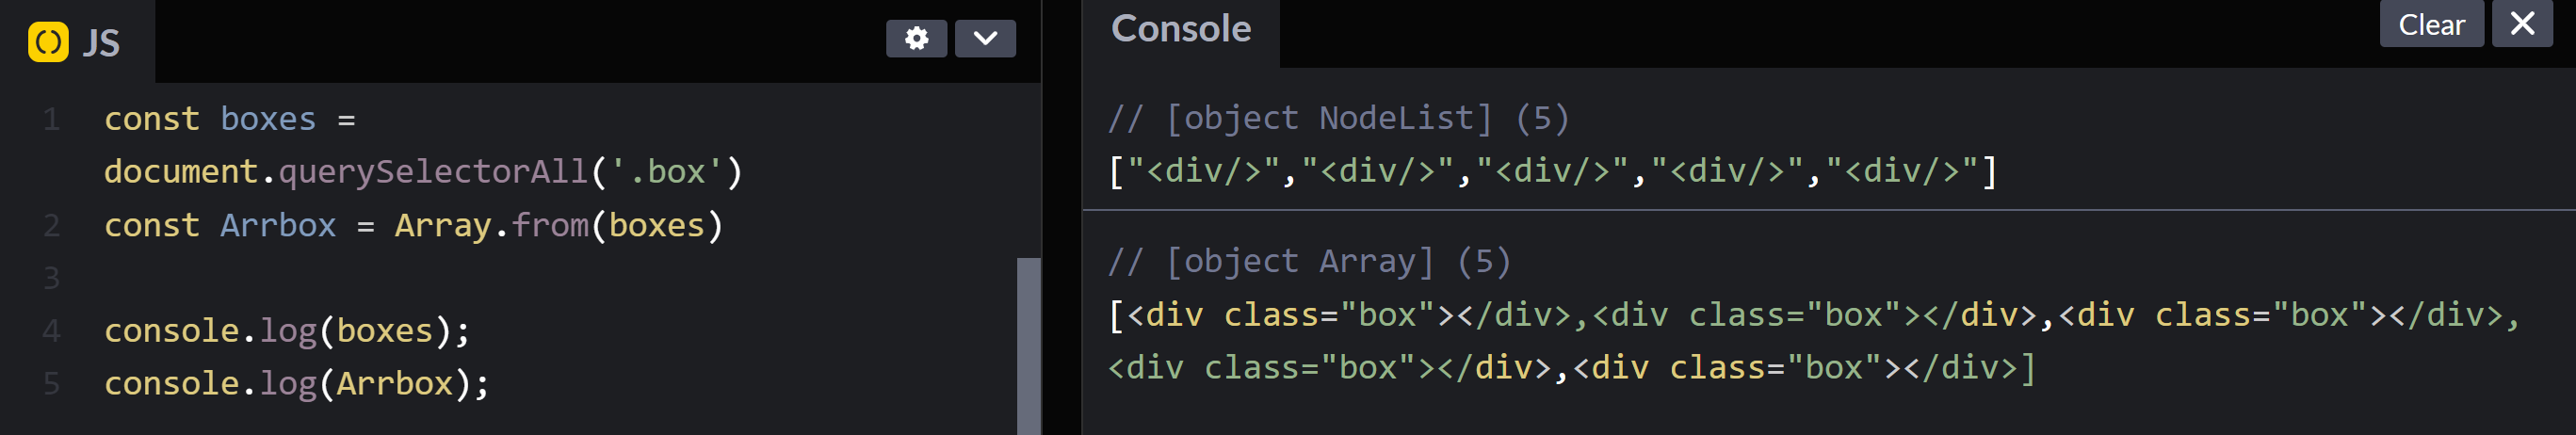 JS
1 const boxes =
document.querySelectorAll('.box')
2 const Arrbox = Array.from(boxes)
3
4 console.log(boxes);
5 console.log(Arrbox);
Console
Clear
// [object NodeList] (5)
["<div/>","<div/>","<div/>","<div/>","<div/>"]
// [object Array] (5)
[<div class="box"></div>,<div class="box"></div>,<div class="box"></div>,
<div class="box"></div>,<div class="box"></div>]